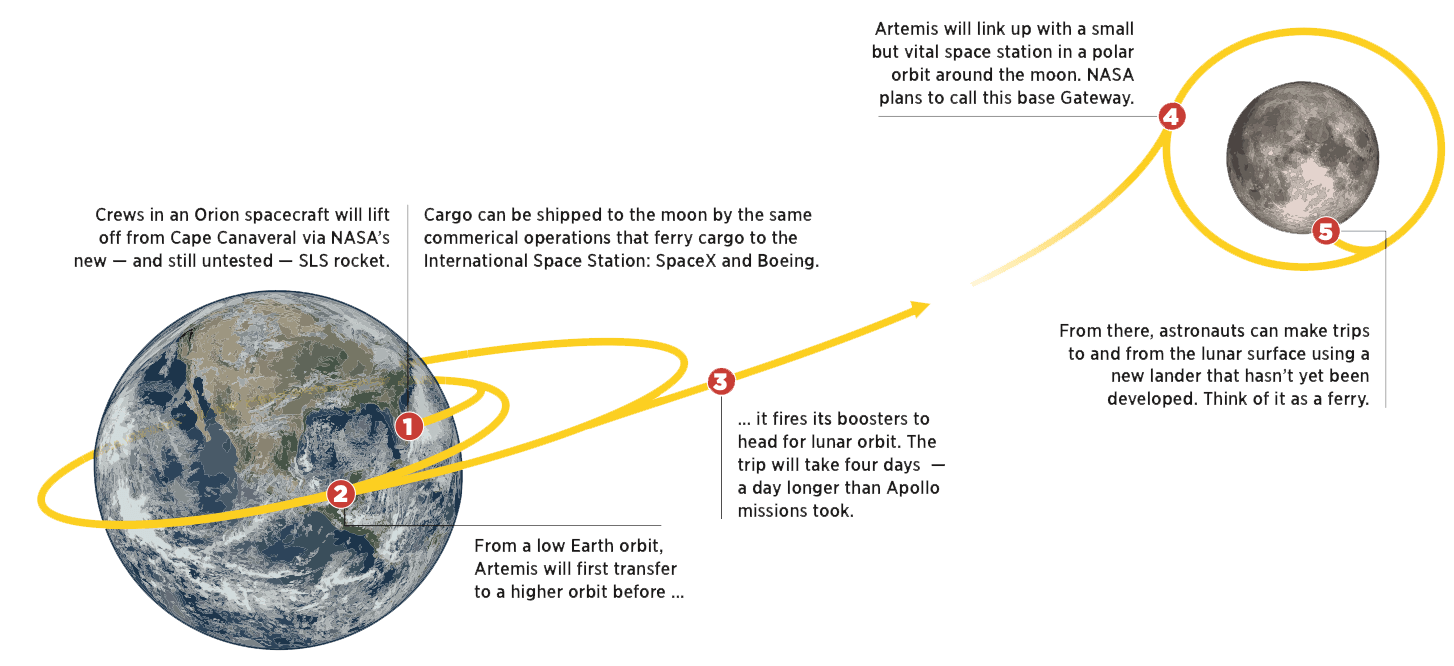 Crews in an Orion spacecraft will lift
off from Cape Canaveral via NASA's
new — and still untested — SLS rocket.
Cargo can be shipped to the moon by the same
commerical operations that ferry cargo to the
International Space Station: SpaceX and Boeing.
1
2
From a low Earth orbit,
Artemis will first transfer
to a higher orbit before ...
3
... it fires its boosters to
head for lunar orbit. The
trip will take four days —
a day longer than Apollo
missions took.
Artemis will link up with a small
but vital space station in a polar
orbit around the moon. NASA
plans to call this base Gateway.
4
5
From there, astronauts can make trips
to and from the lunar surface using a
new lander that hasn't yet been
developed. Think of it as a ferry.